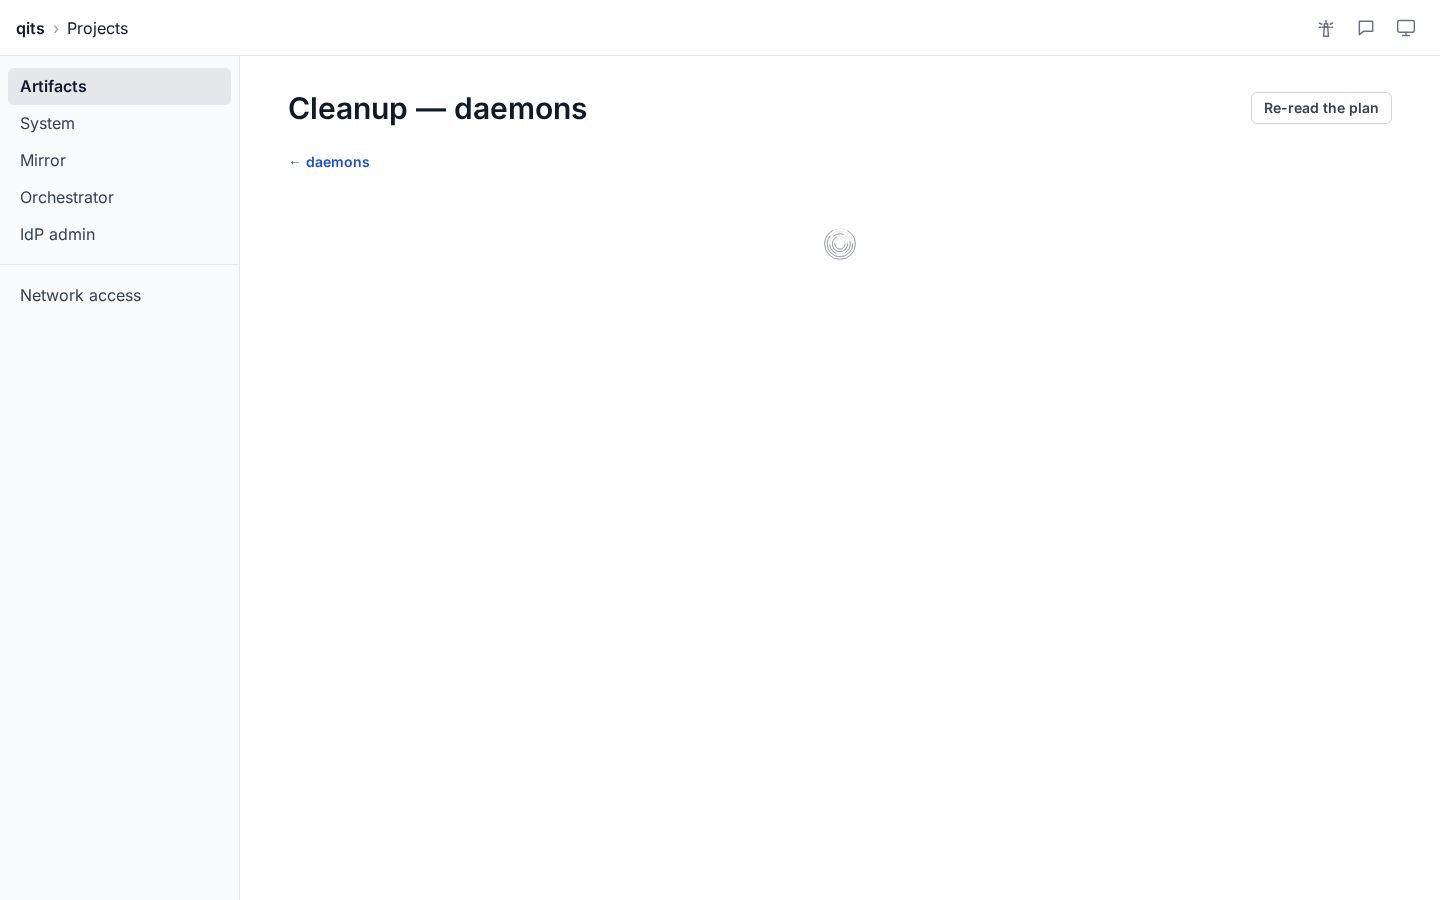 qits › Projects
Artifacts
System
Mirror
Orchestrator
IdP admin
Network access
Cleanup — daemons
Re-read the plan
← daemons